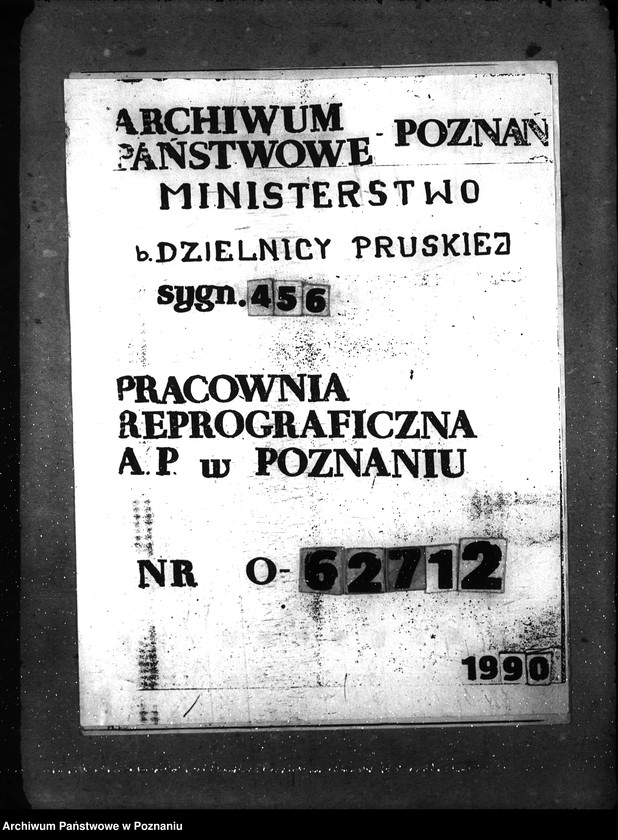 ARCHIWUM
PAŃSTWOWE - POZNAŃ
MINISTERSTWO
b. DZIELNICY PRUSKIEJ
sygn. 456
PRACOWNIA
REPROGRAFICZNA
A.P. w POZNANIU
NR O-62712
1990
Archiwum Państwowe w Poznaniu